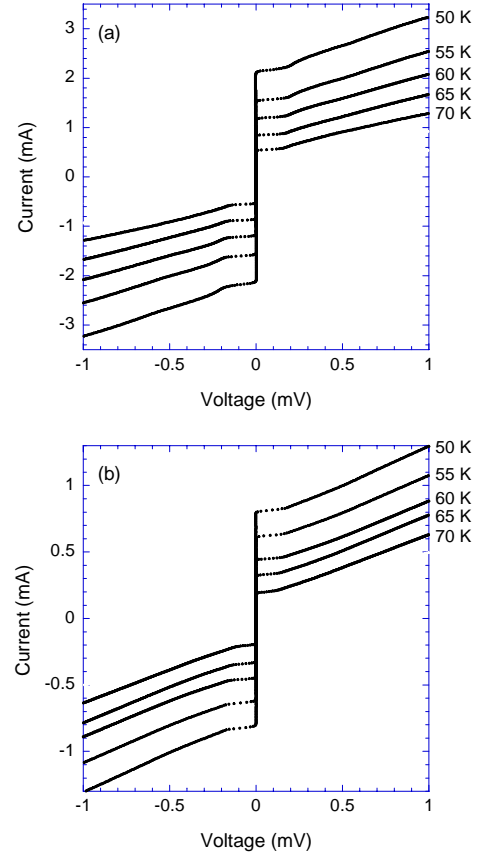 (a)
50 K
55 K
60 K
65 K
70 K
3
2
1
0
-1
-2
-3
Current (mA)
-1
-0.5
0
0.5
1
Voltage (mV)
(b)
50 K
55 K
60 K
65 K
70 K
1
0.5
0
-0.5
-1
Current (mA)
-1
-0.5
0
0.5
1
Voltage (mV)